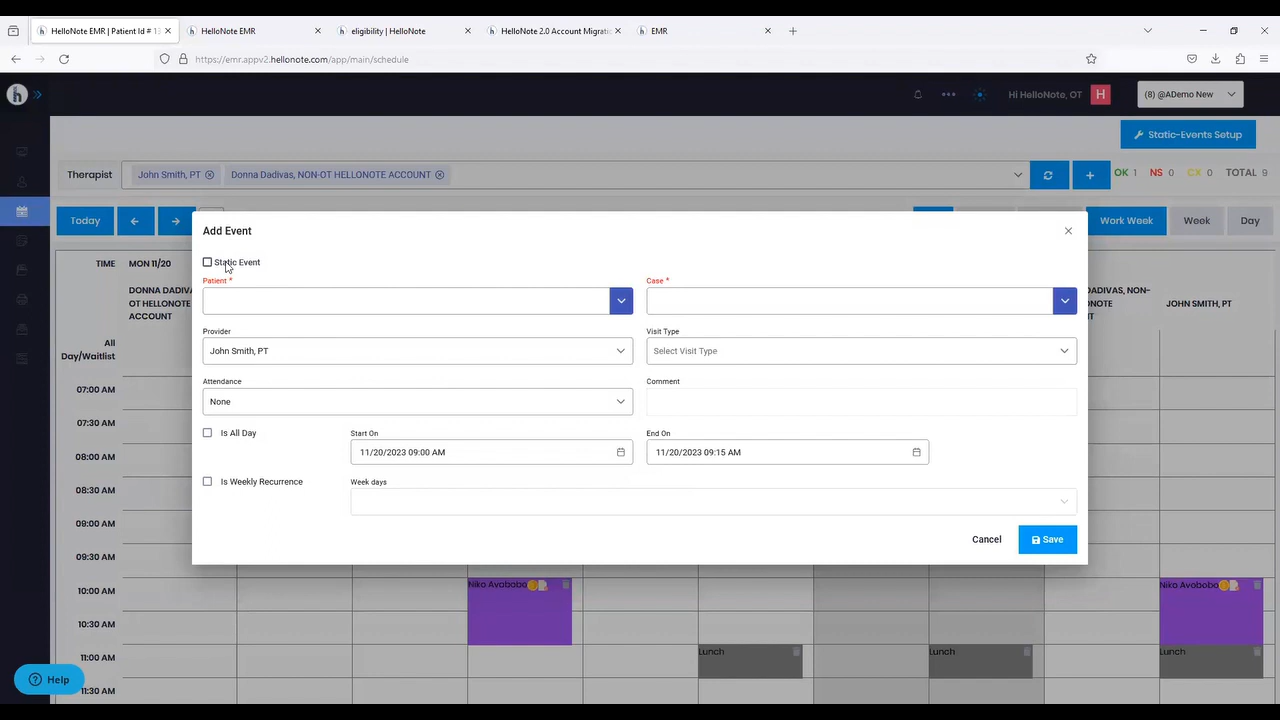 HelloNote EMR | Patient Id # 13
HelloNote EMR
eligibility | HelloNote
HelloNote 2.0 Account Migratio
EMR
https://emr.appv2.hellonote.com/app/main/schedule
h
Hi HelloNote, OT
H
(8) @ADemo New
Static-Events Setup
Therapist
John Smith, PT
Donna Dadivas, NON-OT HELLONOTE ACCOUNT
OK 1
NS 0
CX 0
TOTAL 9
Today
Work Week
Week
Day
Add Event
TIME
MON 11/20
Static Event
Patient *
Case *
DONNA DADIVA
OT HELLONOTE
ACCOUNT
DADIVAS, NON-
NOTE
ACCOUNT
JOHN SMITH, PT
Provider
Visit Type
All
Day/Waitlist
John Smith, PT
Select Visit Type
Attendance
Comment
07:00 AM
None
07:30 AM
Is All Day
Start On
End On
11/20/2023 09:00 AM
11/20/2023 09:15 AM
08:00 AM
Is Weekly Recurrence
Week days
08:30 AM
09:00 AM
Cancel
Save
09:30 AM
10:00 AM
Niko Avobobo
Niko Avobobo
10:30 AM
11:00 AM
Lunch
Lunch
Lunch
Help
11:30 AM